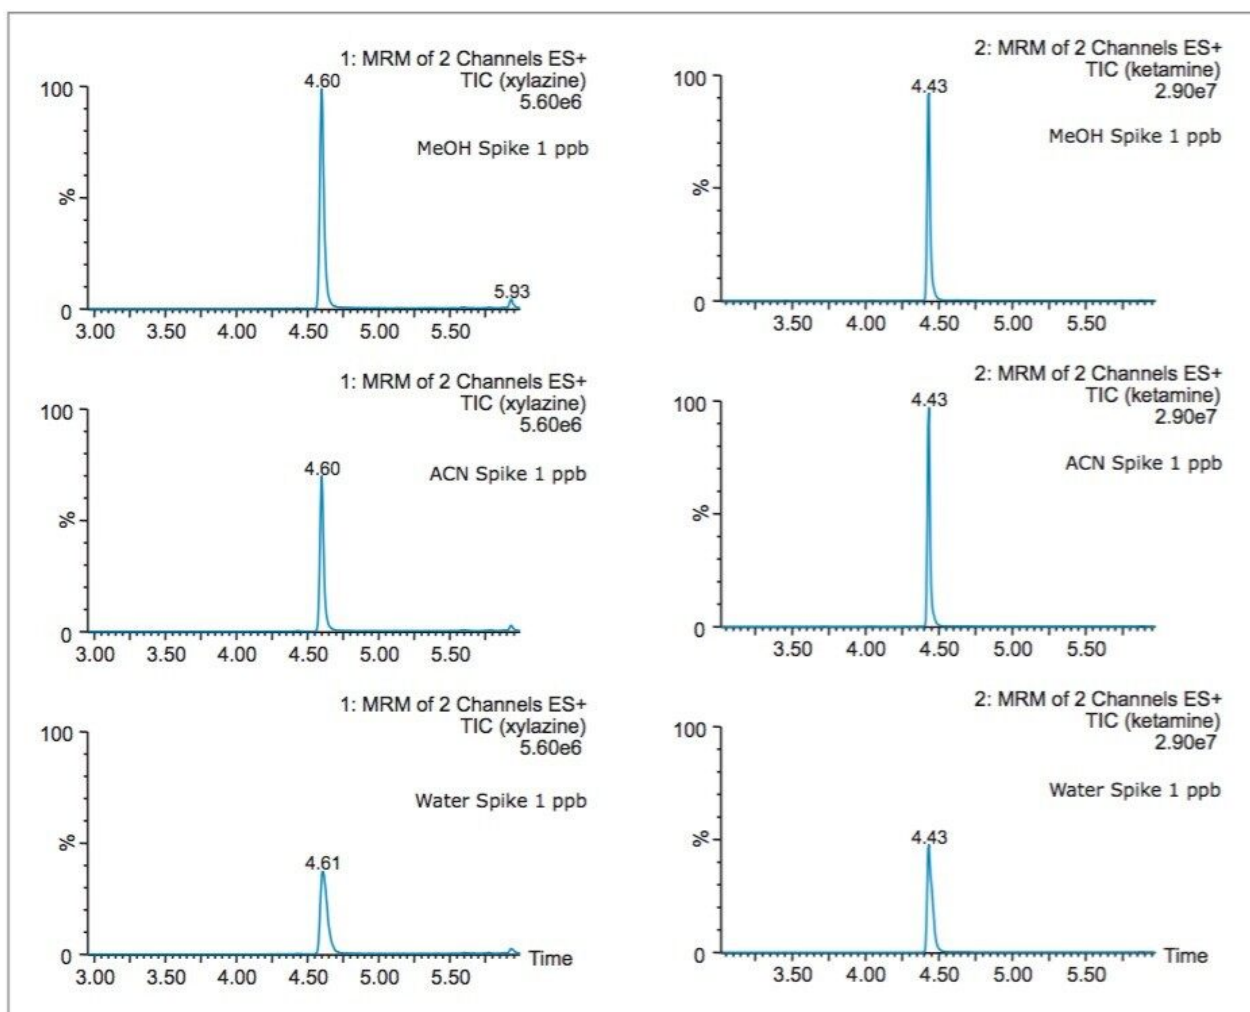 1: MRM of 2 Channels ES+
TIC (xylazine)
5.60e6
MeOH Spike 1 ppb
100
%
0
4.60
5.93
3.00 3.50 4.00 4.50 5.00 5.50
2: MRM of 2 Channels ES+
TIC (ketamine)
2.90e7
MeOH Spike 1 ppb
100
%
0
4.43
3.50 4.00 4.50 5.00 5.50
1: MRM of 2 Channels ES+
TIC (xylazine)
5.60e6
ACN Spike 1 ppb
100
%
0
4.60
3.00 3.50 4.00 4.50 5.00 5.50
2: MRM of 2 Channels ES+
TIC (ketamine)
2.90e7
ACN Spike 1 ppb
100
%
0
4.43
3.50 4.00 4.50 5.00 5.50
1: MRM of 2 Channels ES+
TIC (xylazine)
5.60e6
Water Spike 1 ppb
100
%
0
4.61
Time
3.00 3.50 4.00 4.50 5.00 5.50
2: MRM of 2 Channels ES+
TIC (ketamine)
2.90e7
Water Spike 1 ppb
100
%
0
4.43
Time
3.50 4.00 4.50 5.00 5.50